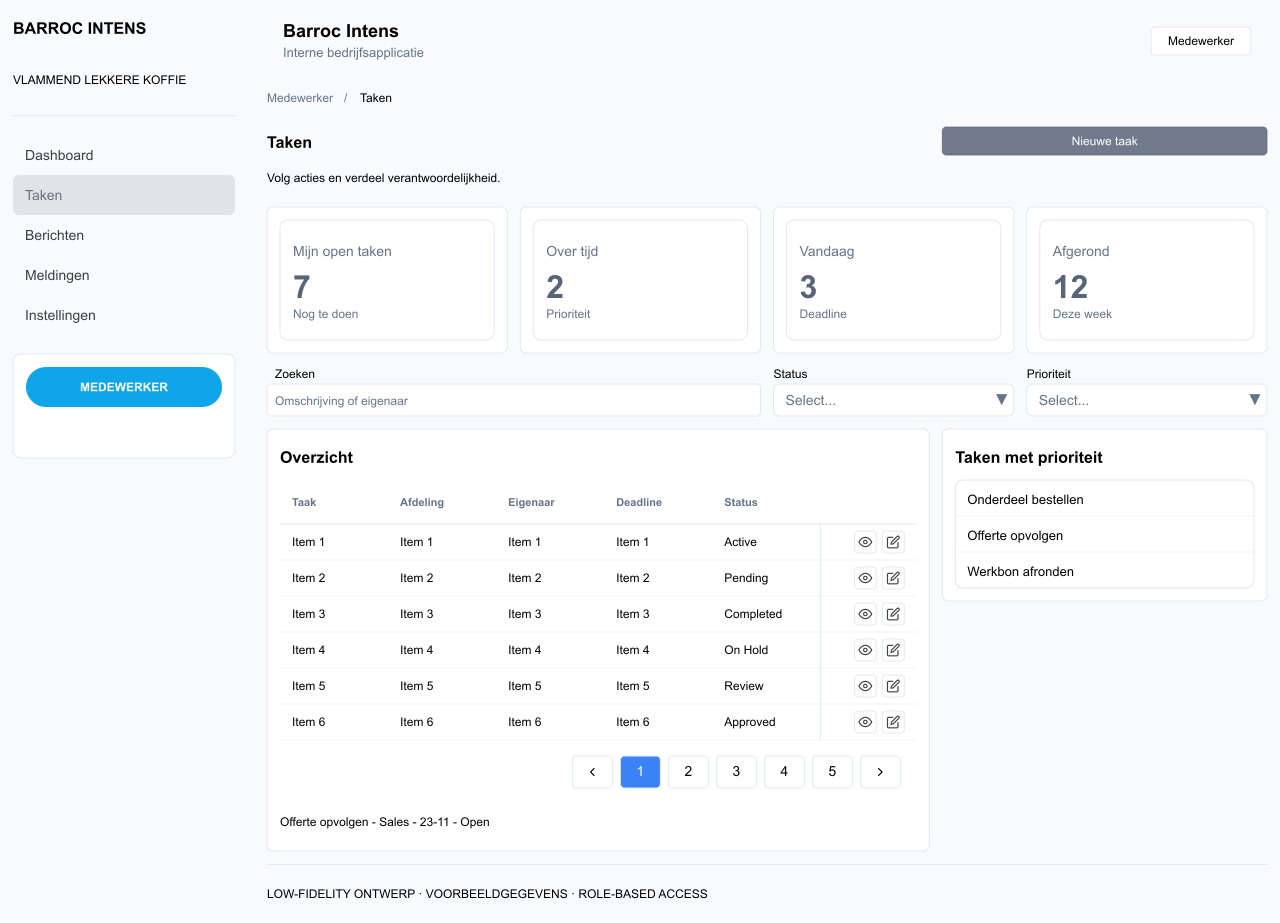 BARROC INTENS
VLAMMEND LEKKERE KOFFIE
Dashboard
Taken
Berichten
Meldingen
Instellingen
MEDEWERKER
Barroc Intens
Interne bedrijfsapplicatie
Medewerker
Medewerker / Taken
Taken
Nieuwe taak
Volg acties en verdeel verantwoordelijkheid.
Mijn open taken
7
Nog te doen
Over tijd
2
Prioriteit
Vandaag
3
Deadline
Afgerond
12
Deze week
Zoeken
Omschrijving of eigenaar
Status
Select...
Prioriteit
Select...
Overzicht
Taak Afdeling Eigenaar Deadline Status
Item 1 Item 1 Item 1 Item 1 Active
Item 2 Item 2 Item 2 Item 2 Pending
Item 3 Item 3 Item 3 Item 3 Completed
Item 4 Item 4 Item 4 Item 4 On Hold
Item 5 Item 5 Item 5 Item 5 Review
Item 6 Item 6 Item 6 Item 6 Approved
‹ 1 2 3 4 5 ›
Offerte opvolgen - Sales - 23-11 - Open
Taken met prioriteit
Onderdeel bestellen
Offerte opvolgen
Werkbon afronden
LOW-FIDELITY ONTWERP · VOORBEELDGEGEVENS · ROLE-BASED ACCESS